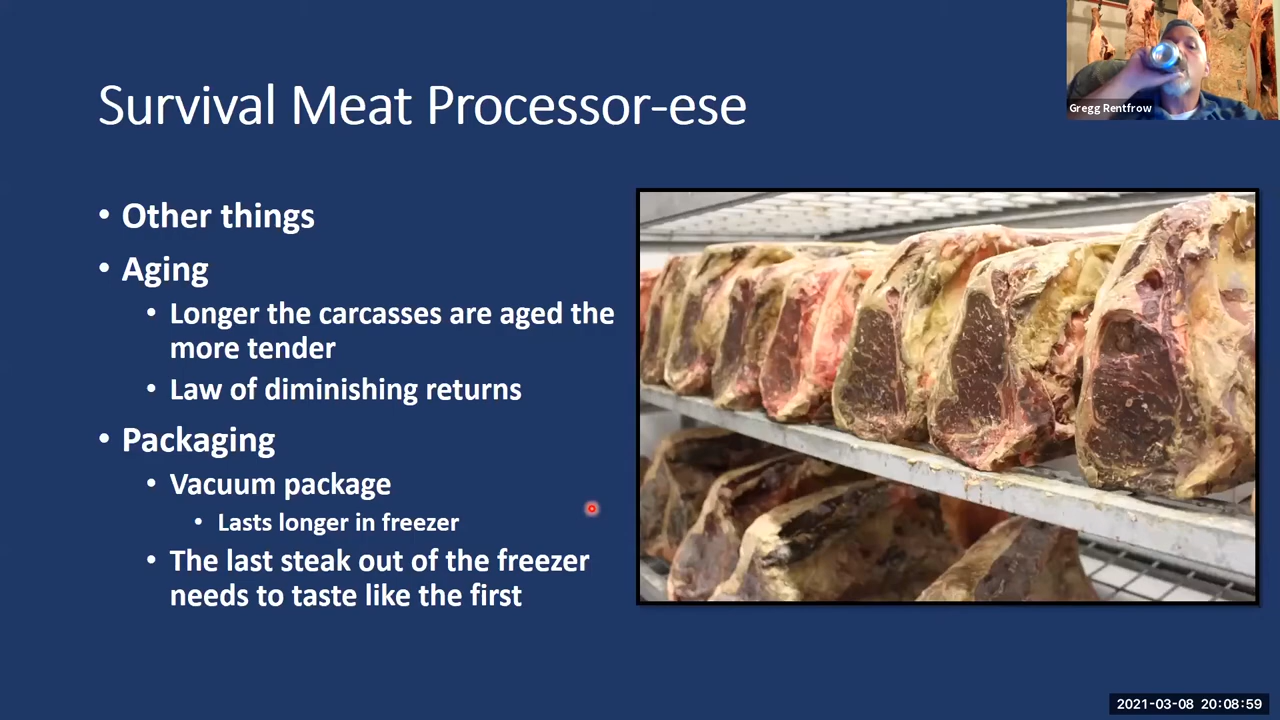 Gregg Rentfrow
Survival Meat Processor-ese
• Other things
• Aging
• Longer the carcasses are aged the
more tender
• Law of diminishing returns
• Packaging
• Vacuum package
• Lasts longer in freezer
• The last steak out of the freezer
needs to taste like the first
2021-03-08 20:08:59